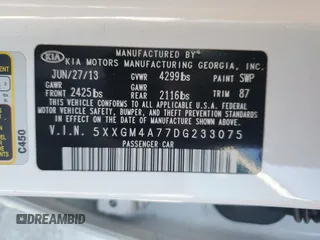 MANUFACTURED BY
KIA KIA MOTORS MANUFACTURING GEORGIA, INC.
JUN/27/13 GVWR 4299lbs PAINT SWP
GAWR FRONT 2425lbs GAWR REAR 2116lbs TRIM 87
THIS VEHICLE CONFORMS TO ALL APPLICABLE U.S.
FEDERAL MOTOR VEHICLE SAFETY, BUMPER,
AND THEFT PREVENTION STANDARDS IN EFFECT
ON THE DATE OF MANUFACTURE SHOWN ABOVE.
V.I.N. 5XXGM4A77DG233075
PASSENGER CAR
C450
DREAMBID